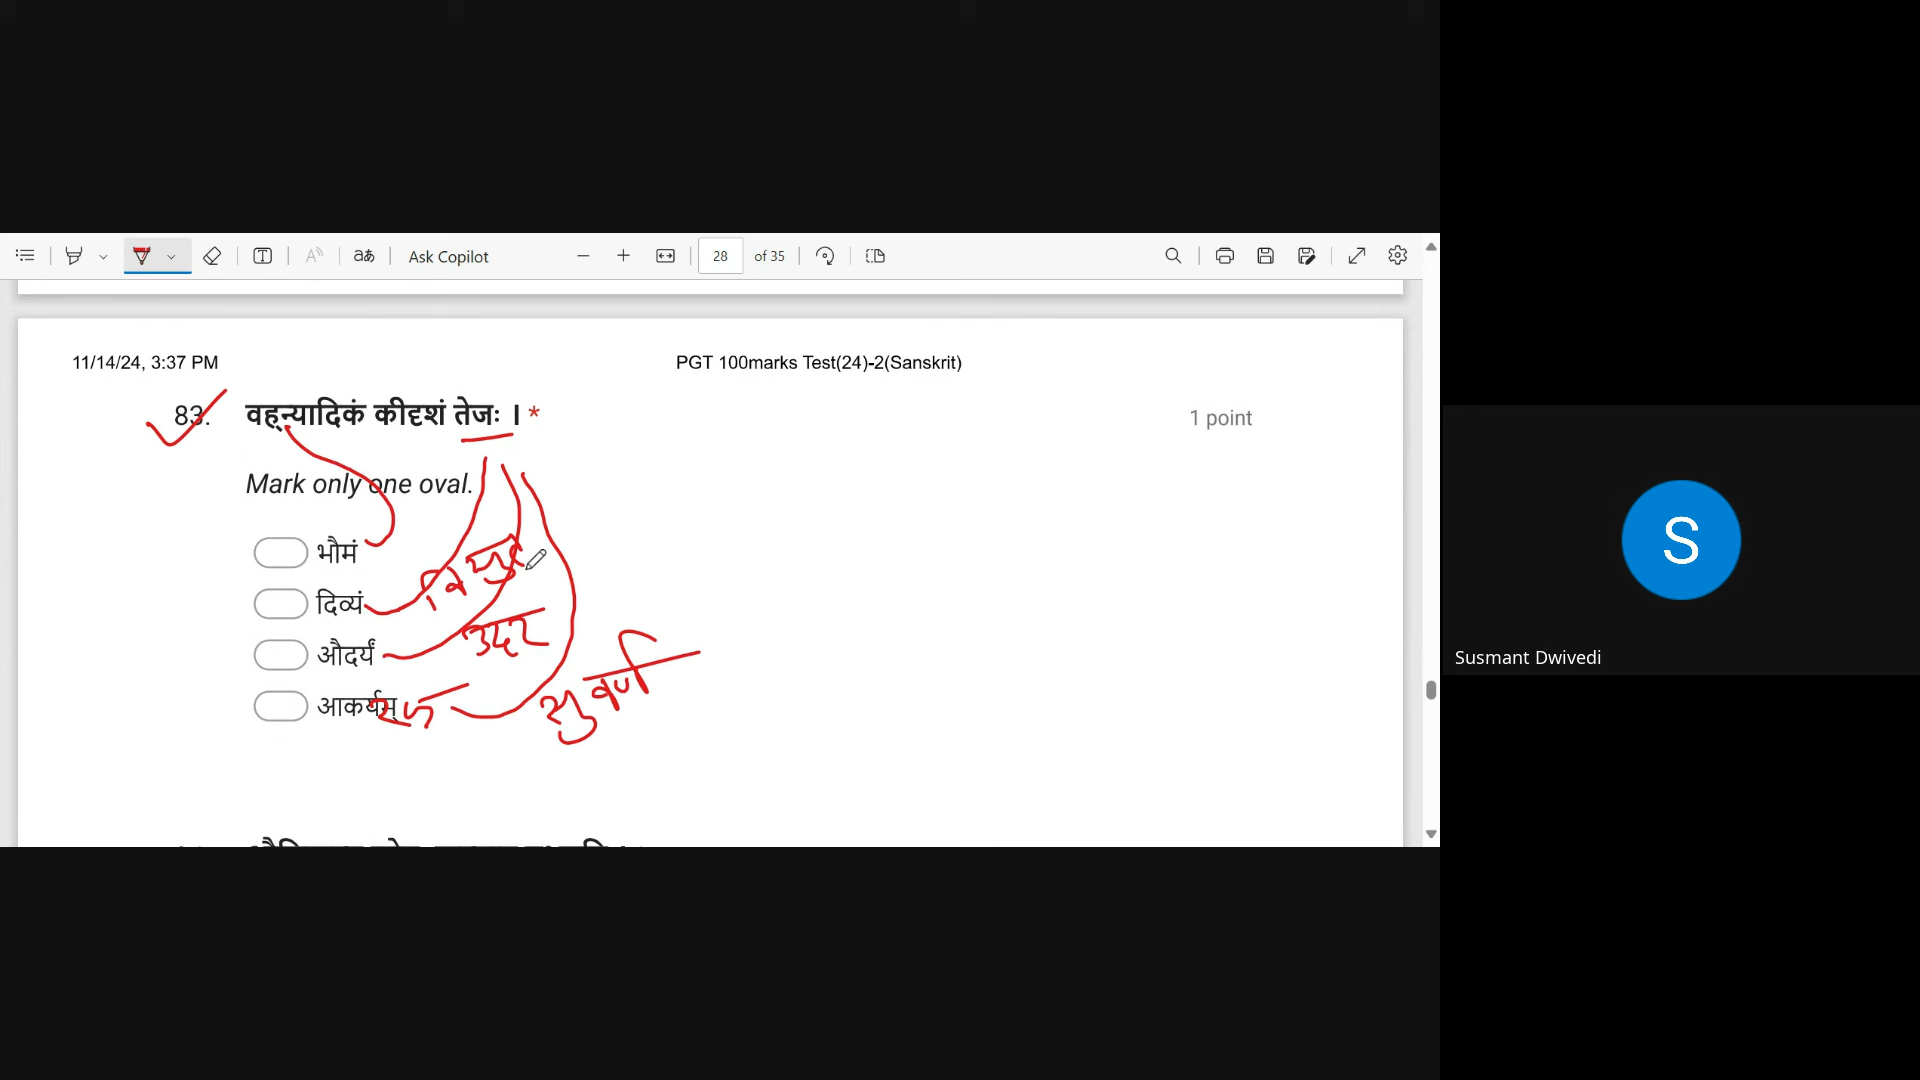 Ask Copilot
28 of 35
11/14/24, 3:37 PM PGT 100marks Test(24)-2(Sanskrit)
83. वह्न्यादिकं कीदृशं तेजः । * 1 point
Mark only one oval.
भौमं
दिव्यं
औदर्यं उदर
आकर्यम् सुवर्ण
S
Susmant Dwivedi